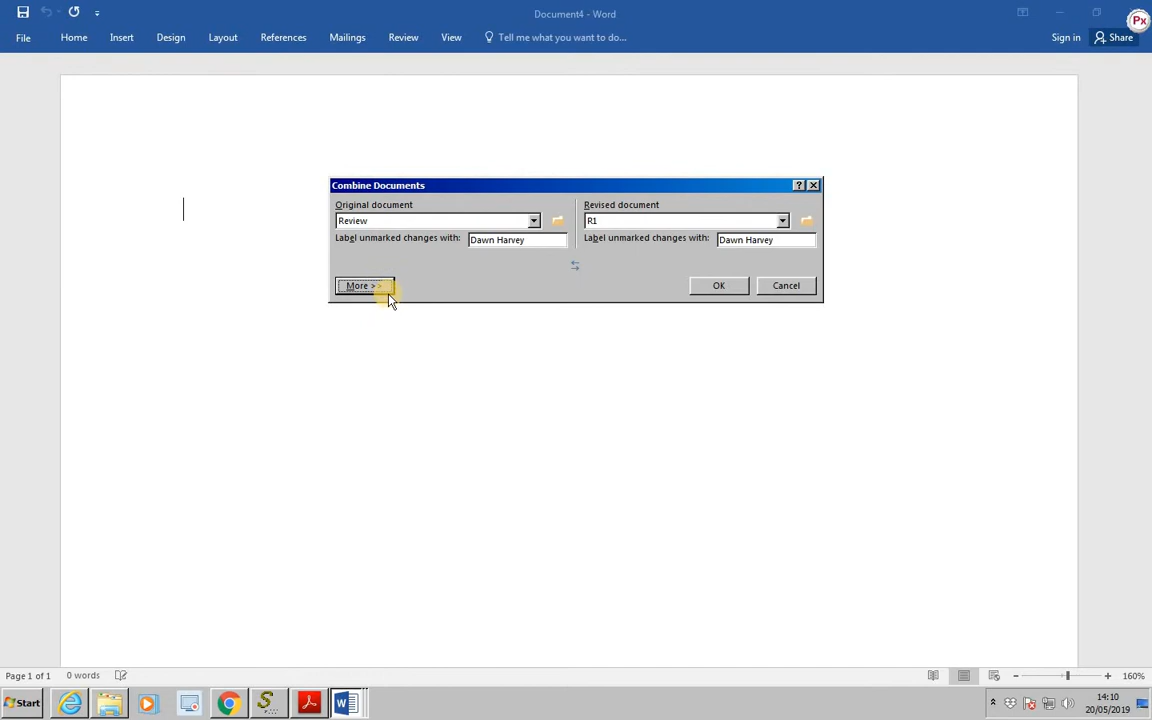 Document4 - Word
Px
File Home Insert Design Layout References Mailings Review View Tell me what you want to do... Sign in Share
Combine Documents
Original document Revised document
Review R1
Label unmarked changes with: Dawn Harvey Label unmarked changes with: Dawn Harvey
More >> OK Cancel
Page 1 of 1 0 words 160%
Start 14:10
20/05/2019